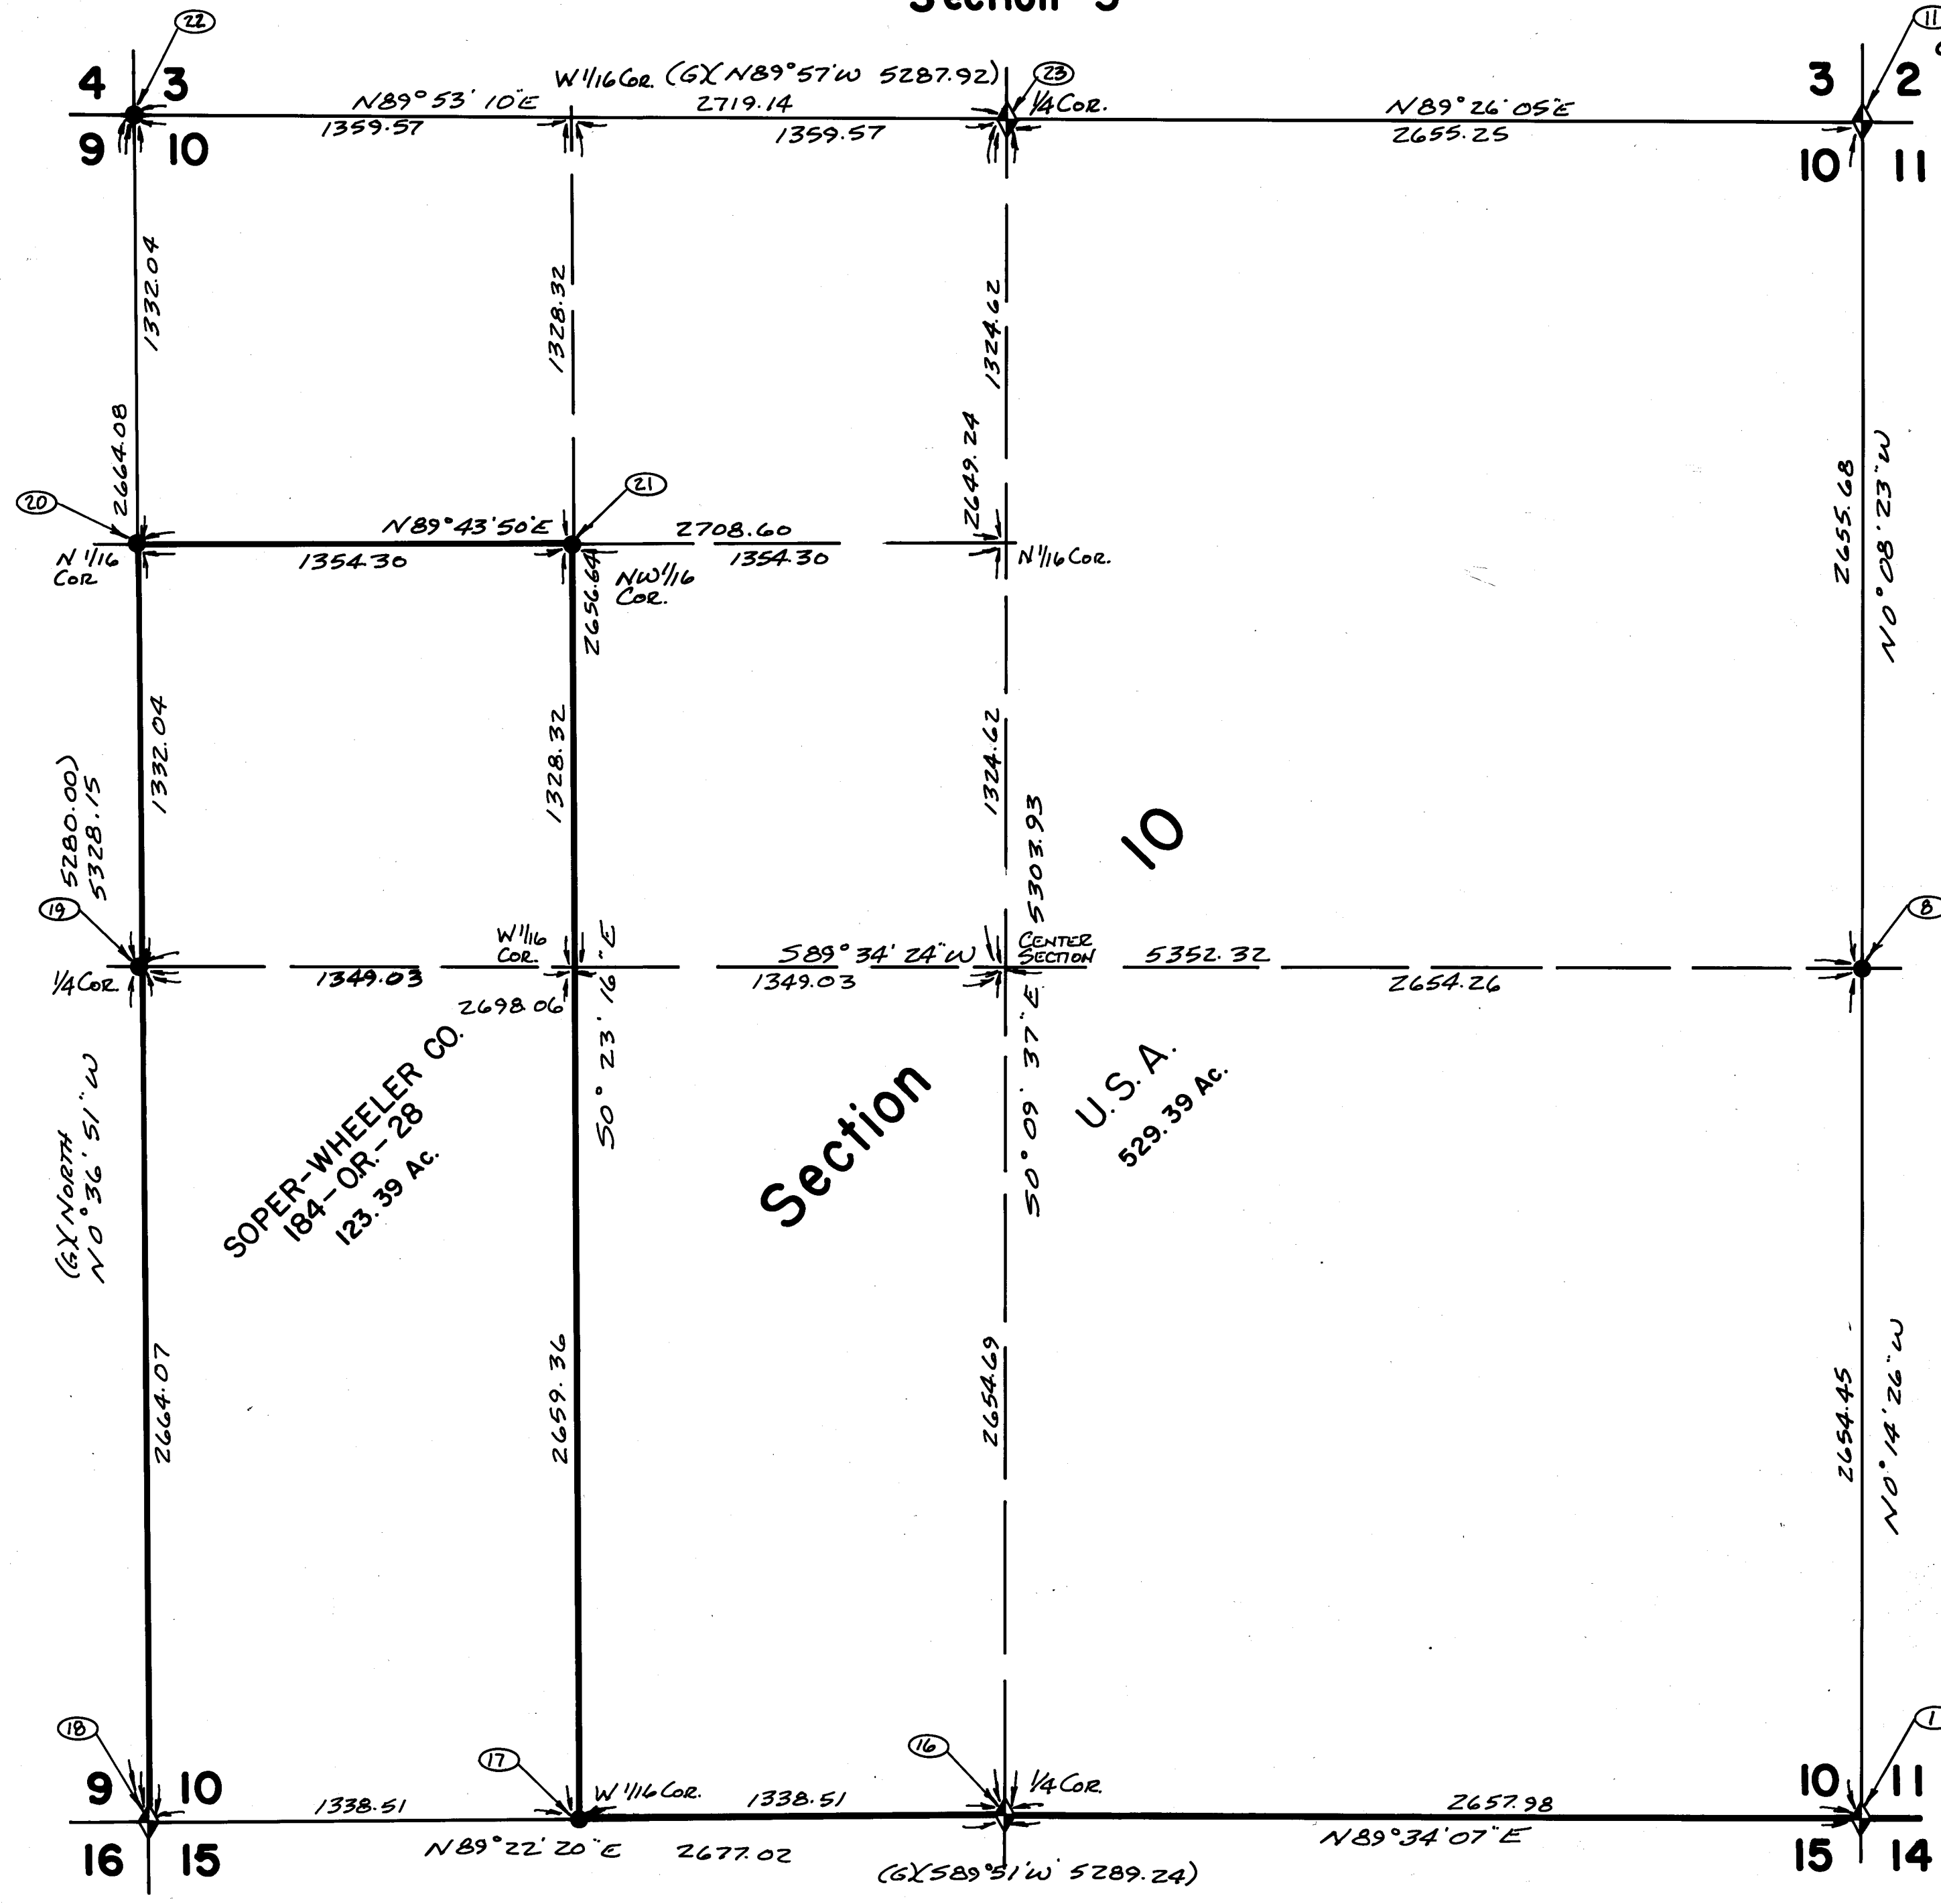 Section 3
22
11
4 3
W 1/16 COR. (G)(N89°57'W 5287.92)
23
3 2
N89°53'10"E
2719.14
1/4 COR.
N89°26'05"E
1359.57
1359.57
2655.25
9 10
10 11
1332.04
1328.32
1324.62
2664.08
2649.24
2655.68
N0°08'23"W
20
21
N89°43'50"E
2708.60
N 1/16
COR
1354.30
1354.30
N 1/16 COR.
NW 1/16
COR.
2656.64
1332.04
1328.32
1324.62
5280.00)
5328.15
5303.93
10
19
8
W 1/16
COR.
S89°34'24"W
CENTER
SECTION
5352.32
1/4 COR.
1349.03
1349.03
2654.26
2698.06
S0°23'16"E
S0°09'37"E
(G)(NORTH
N0°36'51"W
SOPER-WHEELER CO.
184-O.R.-28
123.39 Ac.
Section
U.S.A.
529.39 Ac.
2664.07
2659.36
2654.69
2654.45
N0°14'26"W
18
17
16
1
9 10
W 1/16 COR.
1/4 COR.
10 11
1338.51
1338.51
2657.98
16 15
N89°22'20"E
2677.02
N89°34'07"E
15 14
(G)(S89°51'W 5289.24)